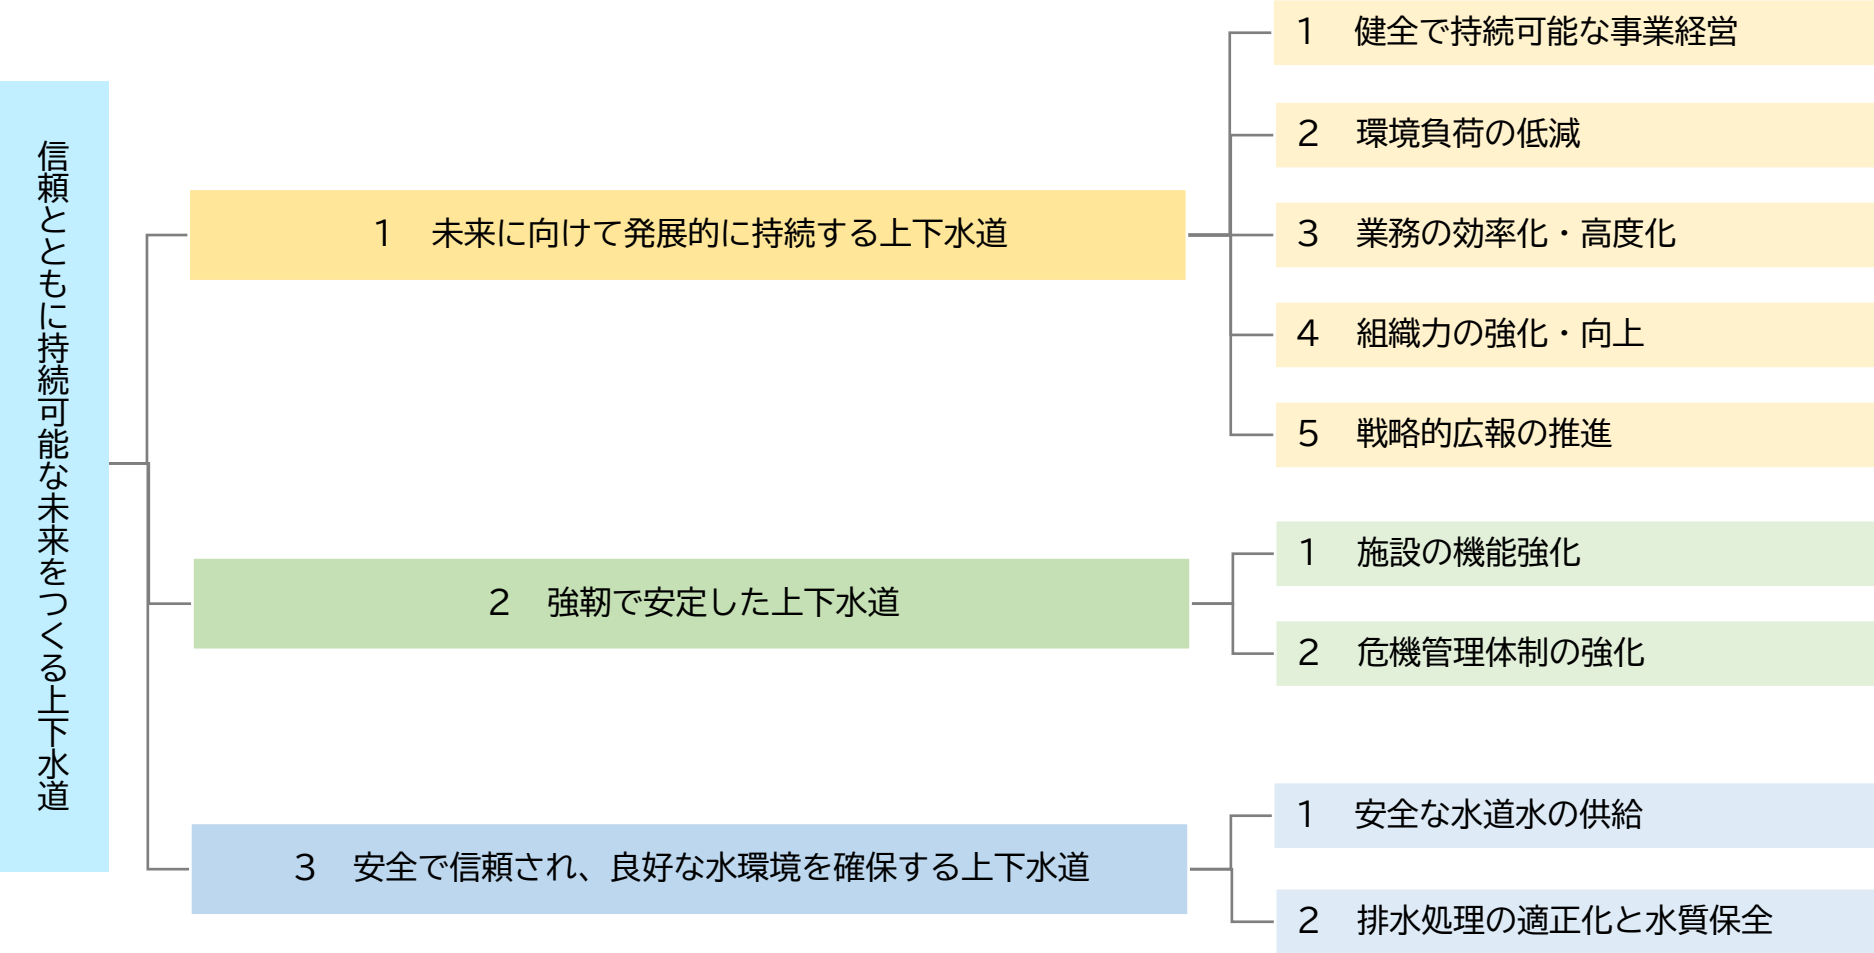 信頼とともに持続可能な未来をつくる上下水道
1 未来に向けて発展的に持続する上下水道
1 健全で持続可能な事業経営
2 環境負荷の低減
3 業務の効率化・高度化
4 組織力の強化・向上
5 戦略的広報の推進
2 強靭で安定した上下水道
1 施設の機能強化
2 危機管理体制の強化
3 安全で信頼され、良好な水環境を確保する上下水道
1 安全な水道水の供給
2 排水処理の適正化と水質保全